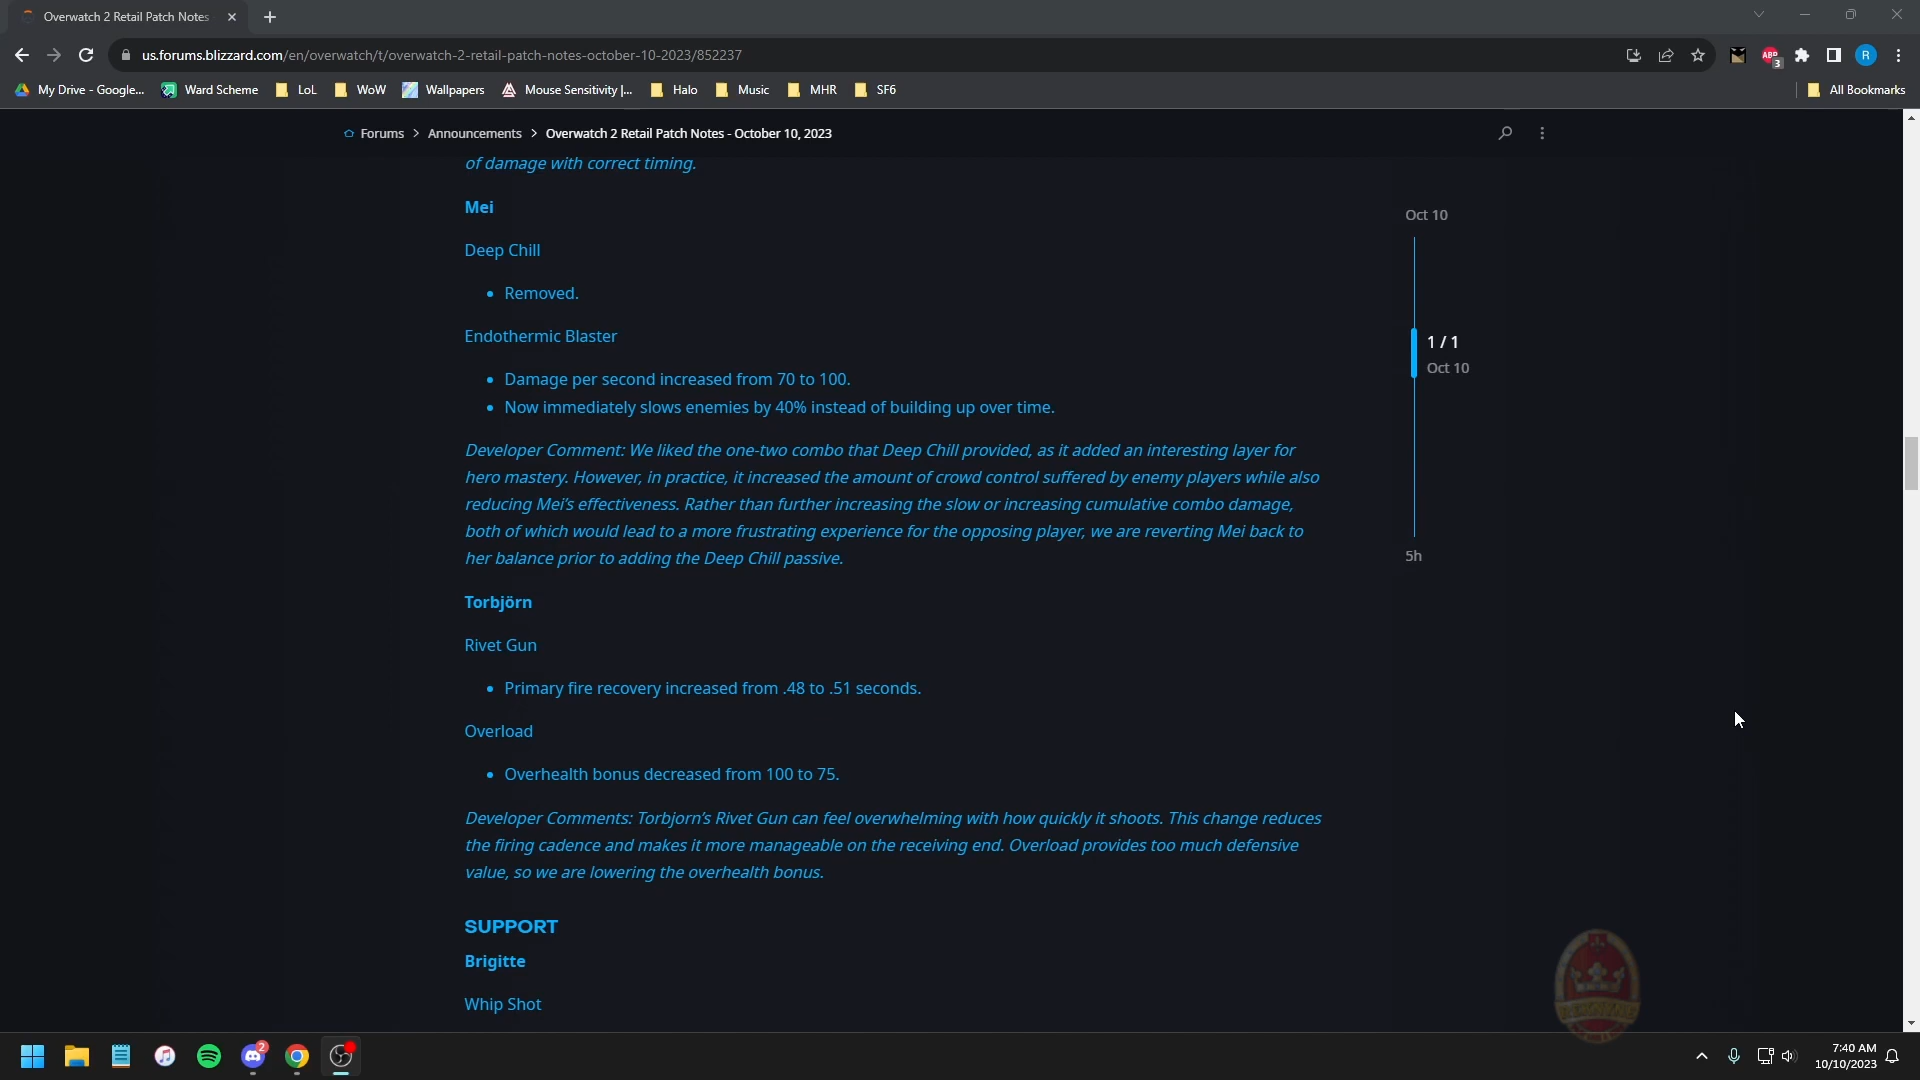 Overwatch 2 Retail Patch Notes
us.forums.blizzard.com/en/overwatch/t/overwatch-2-retail-patch-notes-october-10-2023/852237
ABP
3
R
My Drive - Google...
Ward Scheme
LoL
WoW
Wallpapers
Mouse Sensitivity |...
Halo
Music
MHR
SF6
All Bookmarks
Forums > Announcements > Overwatch 2 Retail Patch Notes - October 10, 2023
of damage with correct timing.
Mei
Deep Chill
• Removed.
Endothermic Blaster
• Damage per second increased from 70 to 100.
• Now immediately slows enemies by 40% instead of building up over time.
Developer Comment: We liked the one-two combo that Deep Chill provided, as it added an interesting layer for
hero mastery. However, in practice, it increased the amount of crowd control suffered by enemy players while also
reducing Mei's effectiveness. Rather than further increasing the slow or increasing cumulative combo damage,
both of which would lead to a more frustrating experience for the opposing player, we are reverting Mei back to
her balance prior to adding the Deep Chill passive.
Torbjörn
Rivet Gun
• Primary fire recovery increased from .48 to .51 seconds.
Overload
• Overhealth bonus decreased from 100 to 75.
Developer Comments: Torbjorn's Rivet Gun can feel overwhelming with how quickly it shoots. This change reduces
the firing cadence and makes it more manageable on the receiving end. Overload provides too much defensive
value, so we are lowering the overhealth bonus.
SUPPORT
Brigitte
Whip Shot
Oct 10
1 / 1
Oct 10
5h
2
7:40 AM
10/10/2023